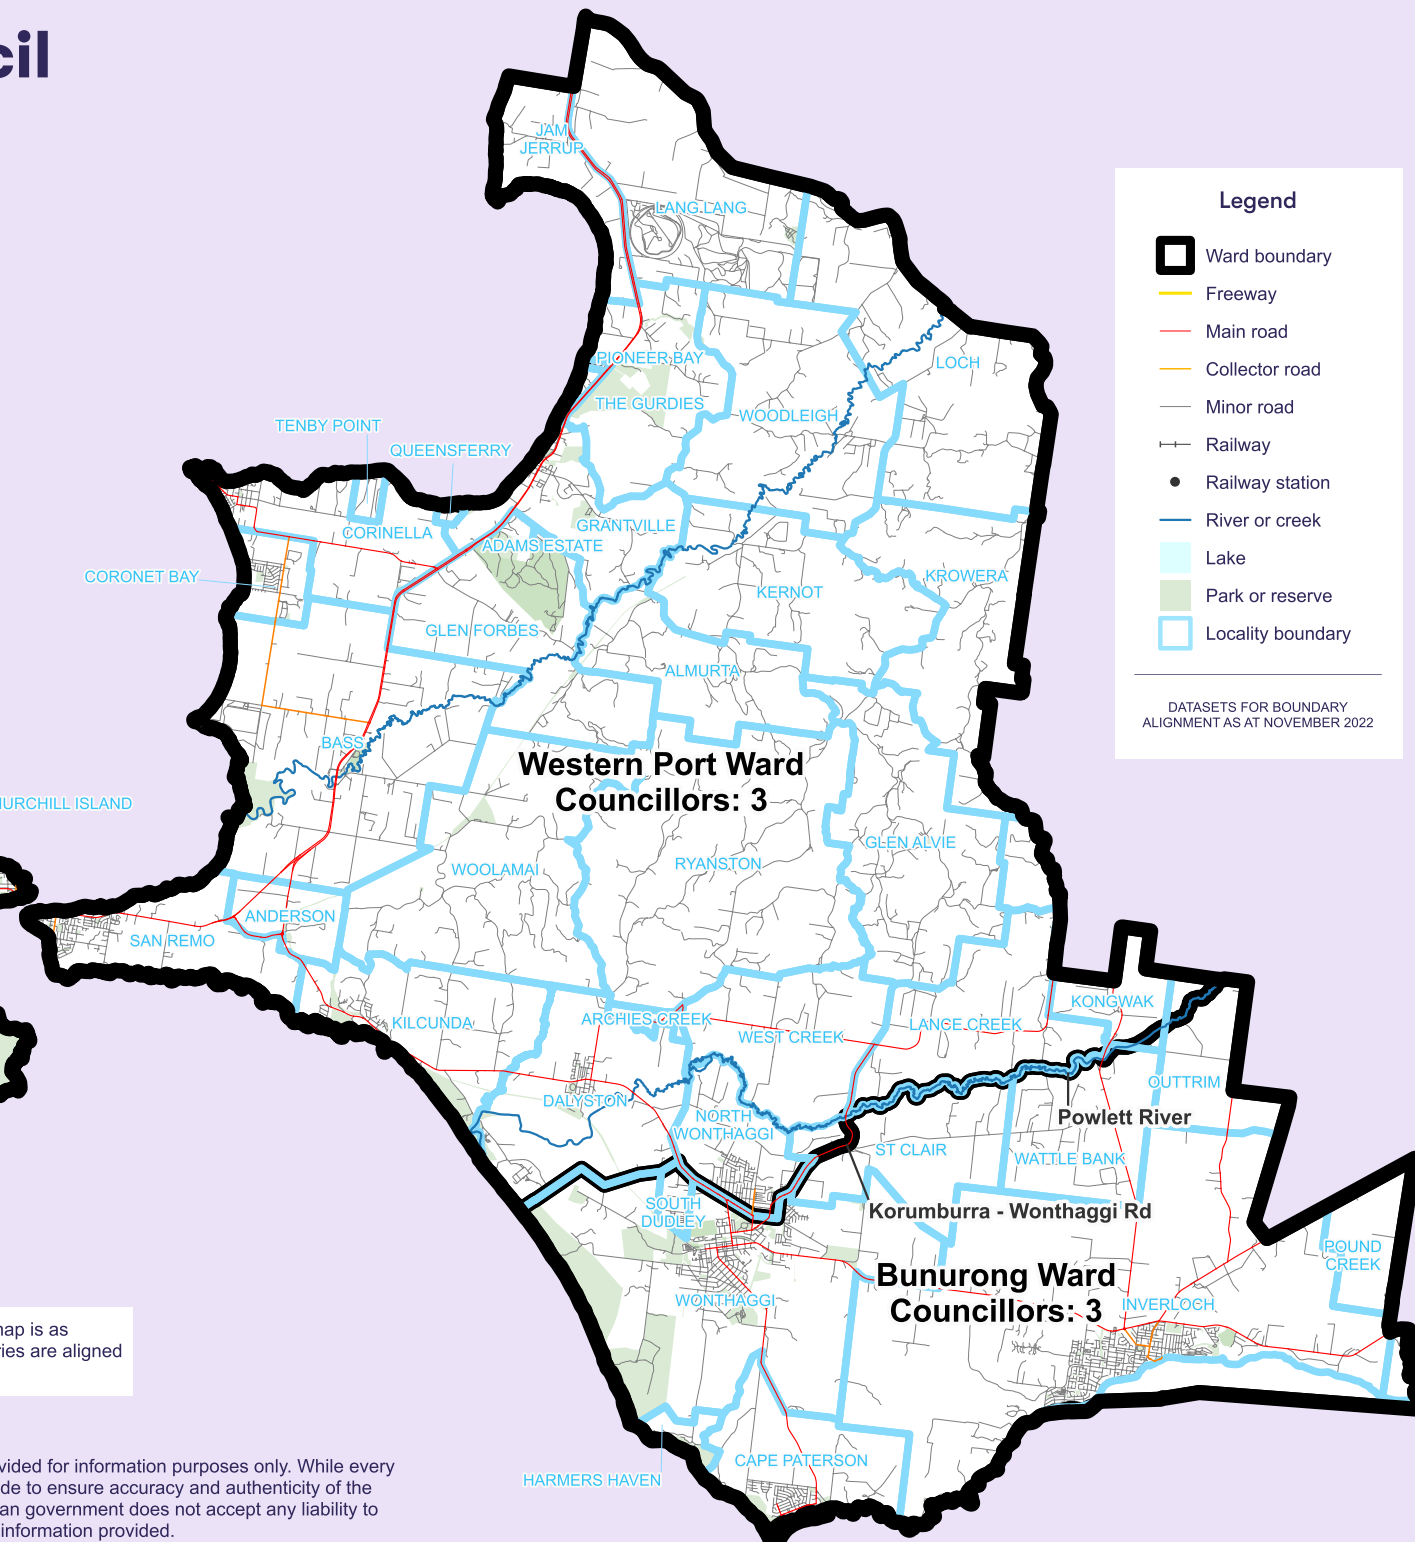 cil
JAM
JERRUP
LANG LANG
PIONEER BAY
LOCH
THE GURDIES
WOODLEIGH
TENBY POINT
QUEENSFERRY
GRANTVILLE
CORINELLA
ADAMS ESTATE
CORONET BAY
KROWERA
KERNOT
GLEN FORBES
ALMURTA
BASS
Western Port Ward
Councillors: 3
HURCHILL ISLAND
GLEN ALVIE
WOOLAMAI
RYANSTON
ANDERSON
SAN REMO
KONGWAK
KILCUNDA
ARCHIES CREEK
WEST CREEK
LANCE CREEK
OUTTRIM
DALYSTON
NORTH
WONTHAGGI
Powlett River
ST CLAIR
WATTLE BANK
SOUTH
DUDLEY
Korumburra - Wonthaggi Rd
POUND
CREEK
Bunurong Ward
Councillors: 3
WONTHAGGI
INVERLOCH
CAPE PATERSON
HARMERS HAVEN
Legend
Ward boundary
Freeway
Main road
Collector road
Minor road
Railway
Railway station
River or creek
Lake
Park or reserve
Locality boundary
DATASETS FOR BOUNDARY
ALIGNMENT AS AT NOVEMBER 2022
map is as
ries are aligned
vided for information purposes only. While every
de to ensure accuracy and authenticity of the
an government does not accept any liability to
information provided.